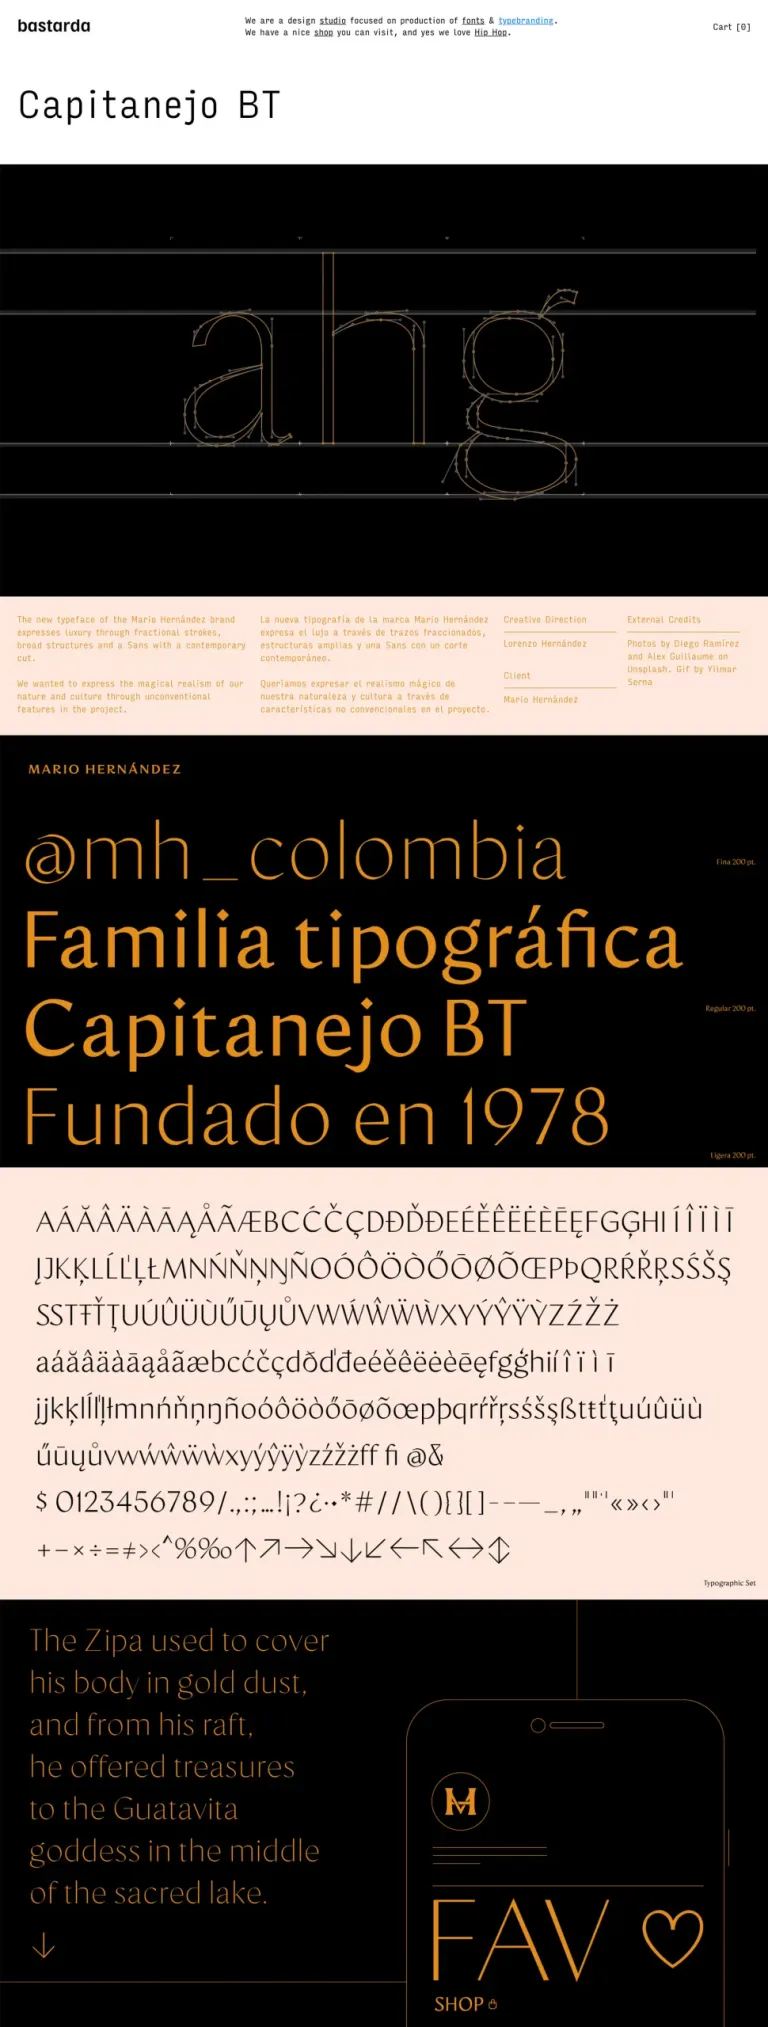 bastarda
We are a design studio focused on production of fonts & typebranding.
We have a nice shop you can visit, and yes we love Hip Hop.
Cart [0]
Capitanejo BT
ahg
The new typeface of the Mario Hernández brand
expresses luxury through fractional strokes,
broad structures and a Sans with a contemporary
cut.
We wanted to express the magical realism of our
nature and culture through unconventional
features in the project.
La nueva tipografía de la marca Mario Hernández
expresa el lujo a través de trazos fraccionados,
estructuras amplias y una Sans con un corte
contemporáneo.
Queríamos expresar el realismo mágico de
nuestra naturaleza y cultura a través de
características no convencionales en el proyecto.
Creative Direction
Lorenzo Hernández
Client
Mario Hernández
External Credits
Photos by Diego Ramírez
and Alex Guillaume on
Unsplash. Gif by Yilmar
Serna
MARIO HERNÁNDEZ
@mh_colombia
Fina 200 pt.
Familia tipográfica
Capitanejo BT
Regular 200 pt.
Fundado en 1978
Ligera 200 pt.
AÁĂÂÄÀĀĄÅÃÆBCĆČÇDĐĎÐEÉĚÊËĖÈĒĘFGĢHIÍÎÏİÌĪ
ĮJKĶLĹĽĻŁMNŃŇŅŊÑOÓÔÖÒŐŌØÕŒPÞQRŔŘŖSŚŠŞ
SSTŦŤŢUÚÛÜÙŰŪŲŮVWẂŴẄẀXYÝŶŸỲZŹŽŻ
aáăâäàāąåãæbcćčçdðďđeéěêëėèēęfgģhiíîïìī
įjkķlĺľļłmnńňņŋñoóôöòőōøõœpþqrŕřŗsśšşßtŧťţuúûüù
űūųůvwẃŵẅẁxyýŷÿỳzźžżff fi @&
$ 0123456789/.,:;…!¡?¿·•*#//\(){}[]-–—_‚„"'«»‹›"'
+−×÷=≠><^%‰↑↗→↘↓↙←↖↔↕
Typographic Set
The Zipa used to cover
his body in gold dust,
and from his raft,
he offered treasures
to the Guatavita
goddess in the middle
of the sacred lake.
↓
MH
FAV
SHOP